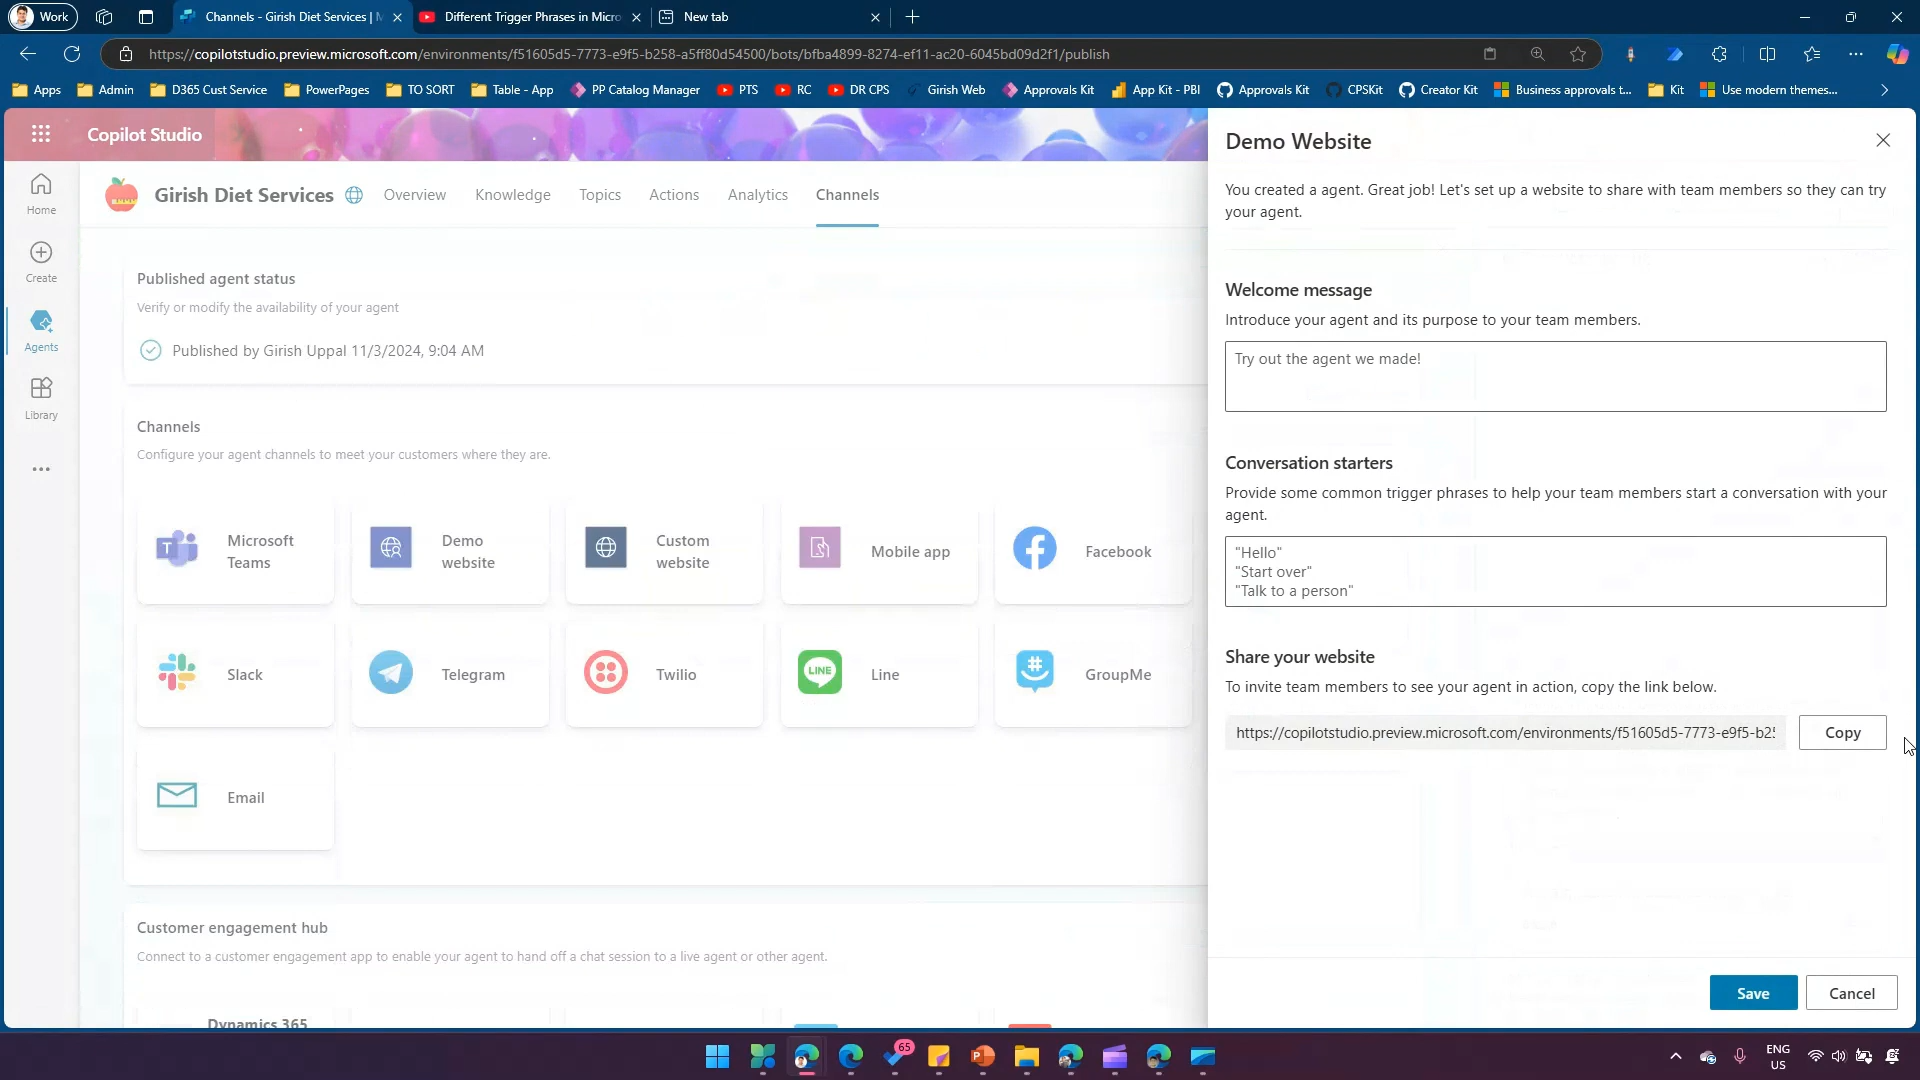 Work
Channels - Girish Diet Services | M
Different Trigger Phrases in Micro
New tab
https://copilotstudio.preview.microsoft.com/environments/f51605d5-7773-e9f5-b258-a5ff80d54500/bots/bfba4899-8274-ef11-ac20-6045bd09d2f1/publish
Apps
Admin
D365 Cust Service
PowerPages
TO SORT
Table - App
PP Catalog Manager
PTS
RC
DR CPS
Girish Web
Approvals Kit
App Kit - PBI
Approvals Kit
CPSKit
Creator Kit
Business approvals t...
Kit
Use modern themes...
Copilot Studio
Home
Create
Agents
Library
Girish Diet Services
Overview
Knowledge
Topics
Actions
Analytics
Channels
Published agent status
Verify or modify the availability of your agent
Published by Girish Uppal 11/3/2024, 9:04 AM
Channels
Configure your agent channels to meet your customers where they are.
Microsoft
Teams
Demo
website
Custom
website
Mobile app
Facebook
Slack
Telegram
Twilio
LINE
Line
GroupMe
Email
Customer engagement hub
Connect to a customer engagement app to enable your agent to hand off a chat session to a live agent or other agent.
Dynamics 365
Demo Website
You created a agent. Great job! Let's set up a website to share with team members so they can try
your agent.
Welcome message
Introduce your agent and its purpose to your team members.
Try out the agent we made!
Conversation starters
Provide some common trigger phrases to help your team members start a conversation with your
agent.
"Hello"
"Start over"
"Talk to a person"
Share your website
To invite team members to see your agent in action, copy the link below.
https://copilotstudio.preview.microsoft.com/environments/f51605d5-7773-e9f5-b25
Copy
Save
Cancel
65
ENG
US